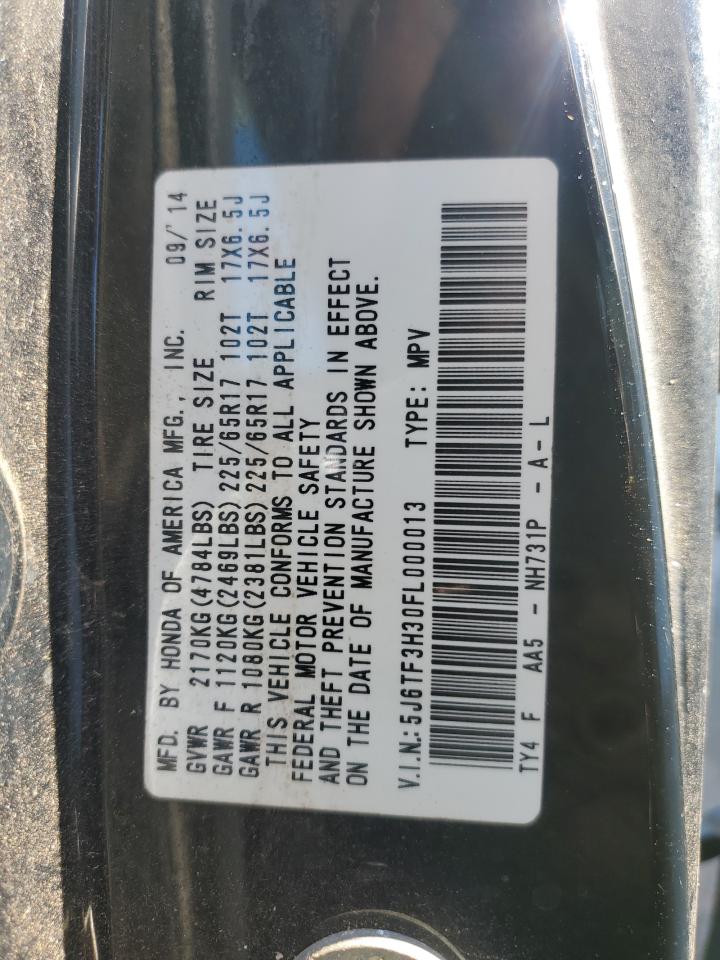 MFD. BY HONDA OF AMERICA MFG., INC. 09/'14
GVWR 2170KG(4784LBS) TIRE SIZE RIM SIZE
GAWR F 1120KG(2469LBS) 225/65R17 102T 17X6.5J
GAWR R 1080KG(2381LBS) 225/65R17 102T 17X6.5J
THIS VEHICLE CONFORMS TO ALL APPLICABLE
FEDERAL MOTOR VEHICLE SAFETY
AND THEFT PREVENTION STANDARDS IN EFFECT
ON THE DATE OF MANUFACTURE SHOWN ABOVE.
V.I.N.: 5J6TF3H30FL000013 TYPE: MPV
TY4 F AA5 - NH731P - A - L